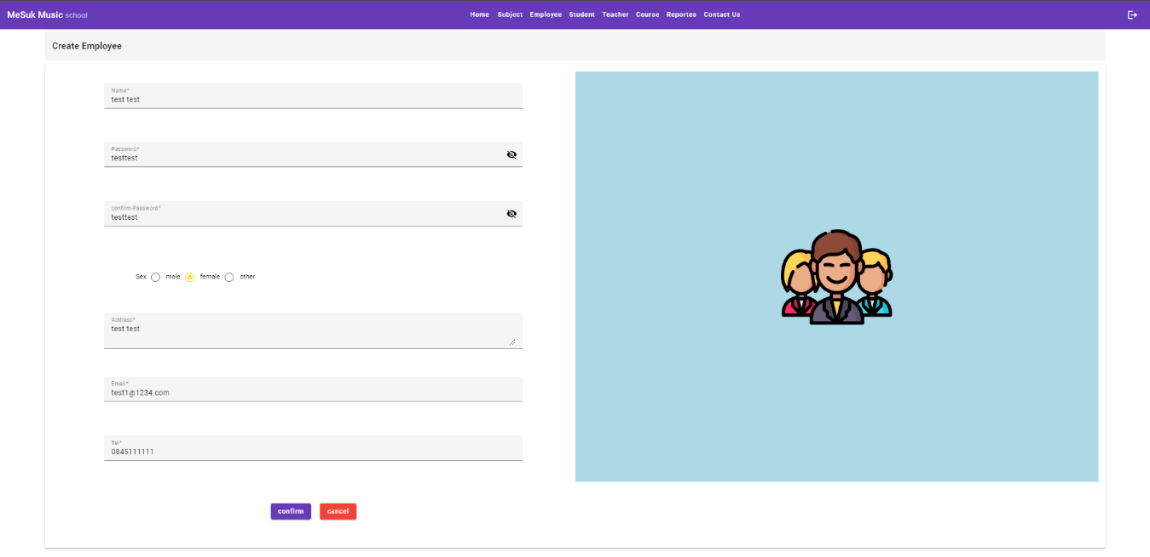 MeSuk Music school
Home Subject Employee Student Teacher Course Reportes Contact Us
Create Employee
Name*
test test
Password*
testtest
confirm-Password*
testtest
Sex male female other
Address*
test test
Email*
test1@1234.com
Tel*
0845111111
confirm cancel